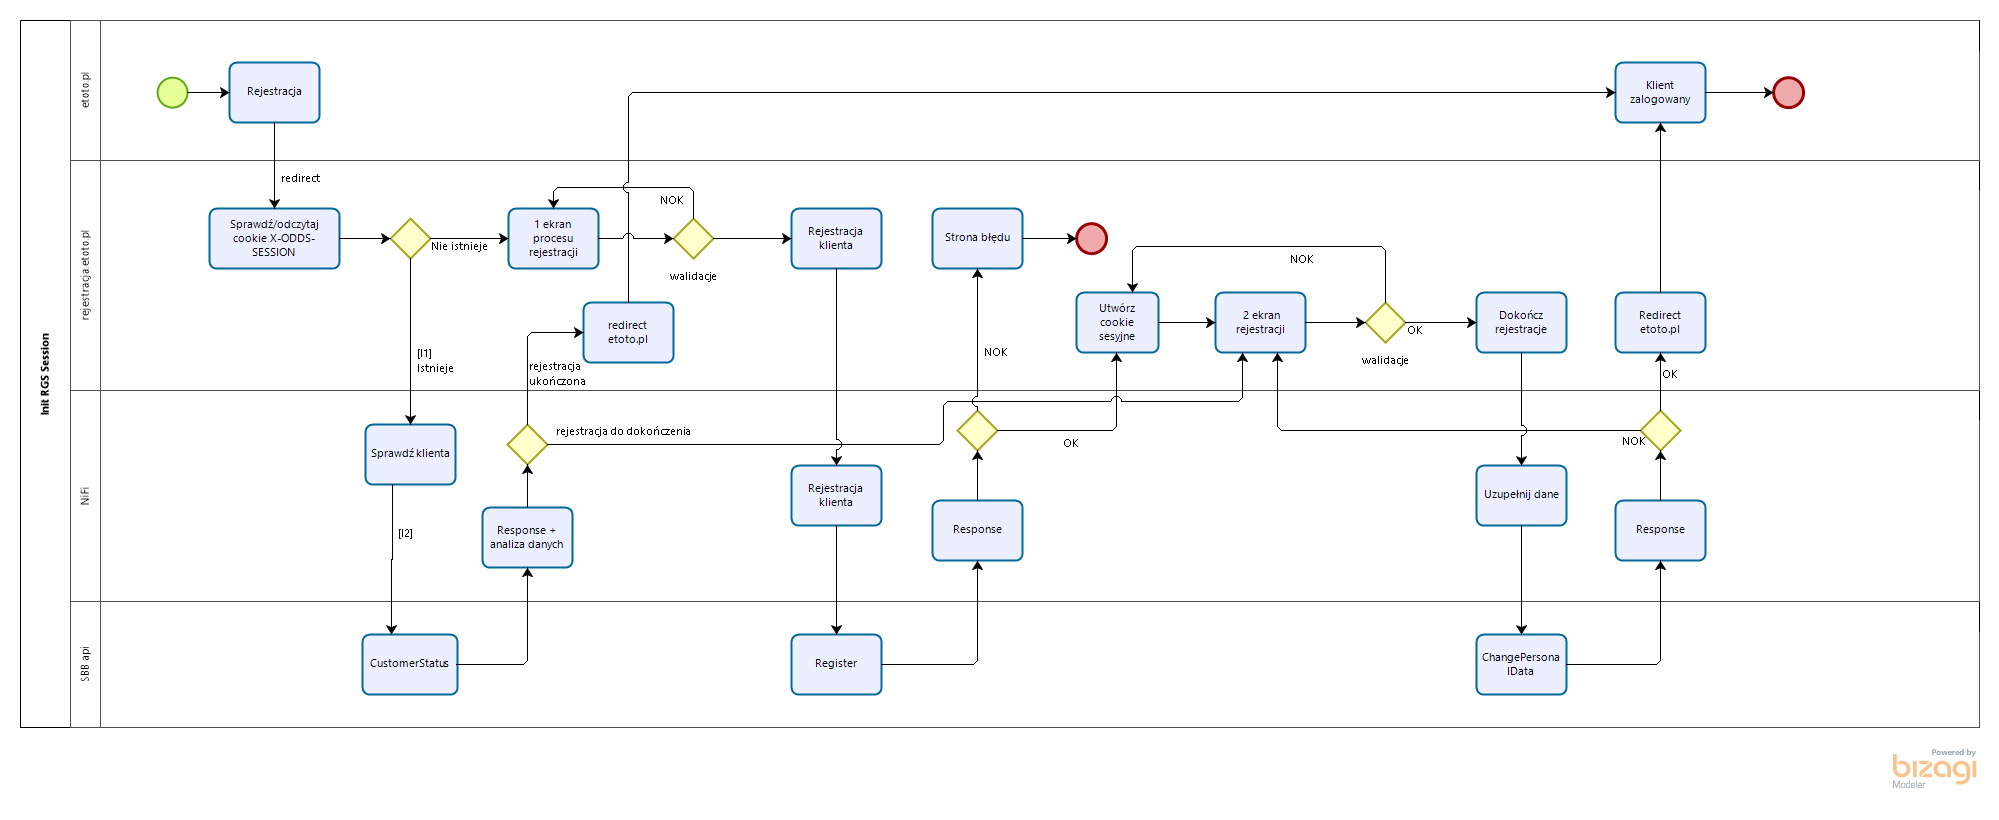 Init RGS Session
etoto.pl
Rejestracja
Klient
zalogowany
redirect
rejestracja.etoto.pl
Sprawdź/odczytaj
cookie X-ODDS-
SESSION
Nie istnieje
1 ekran
procesu
rejestracji
NOK
walidacje
Rejestracja
klienta
Strona błędu
NOK
Utwórz
cookie
sesyjne
2 ekran
rejestracji
OK
walidacje
Dokończ
rejestracje
Redirect
etoto.pl
redirect
etoto.pl
[I1]
Istnieje
rejestracja
ukończona
NOK
OK
NiFi
Sprawdź klienta
rejestracja do dokończenia
OK
NOK
[I2]
Response +
analiza danych
Rejestracja
klienta
Response
Uzupełnij dane
Response
SBB api
CustomerStatus
Register
ChangePersona
lData
Powered by
bizagi
Modeler